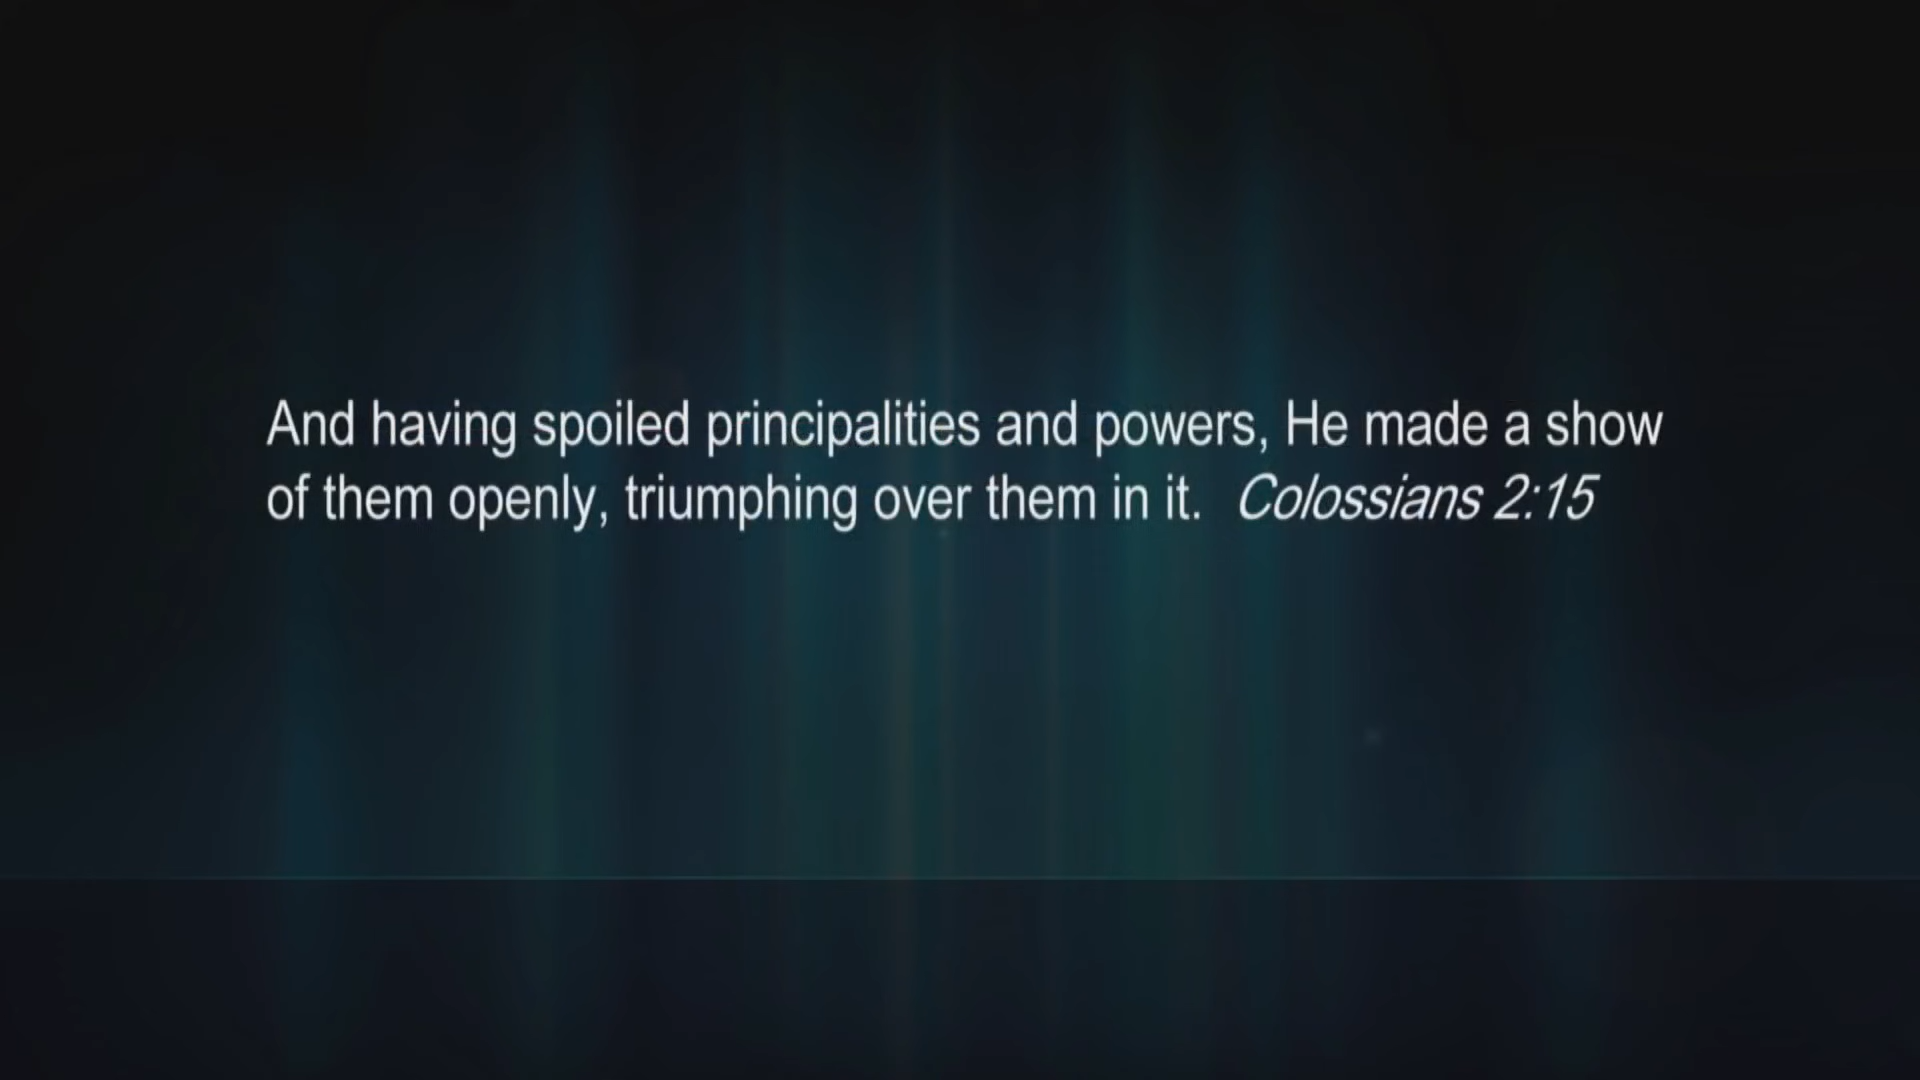 And having spoiled principalities and powers, He made a show
of them openly, triumphing over them in it. Colossians 2:15